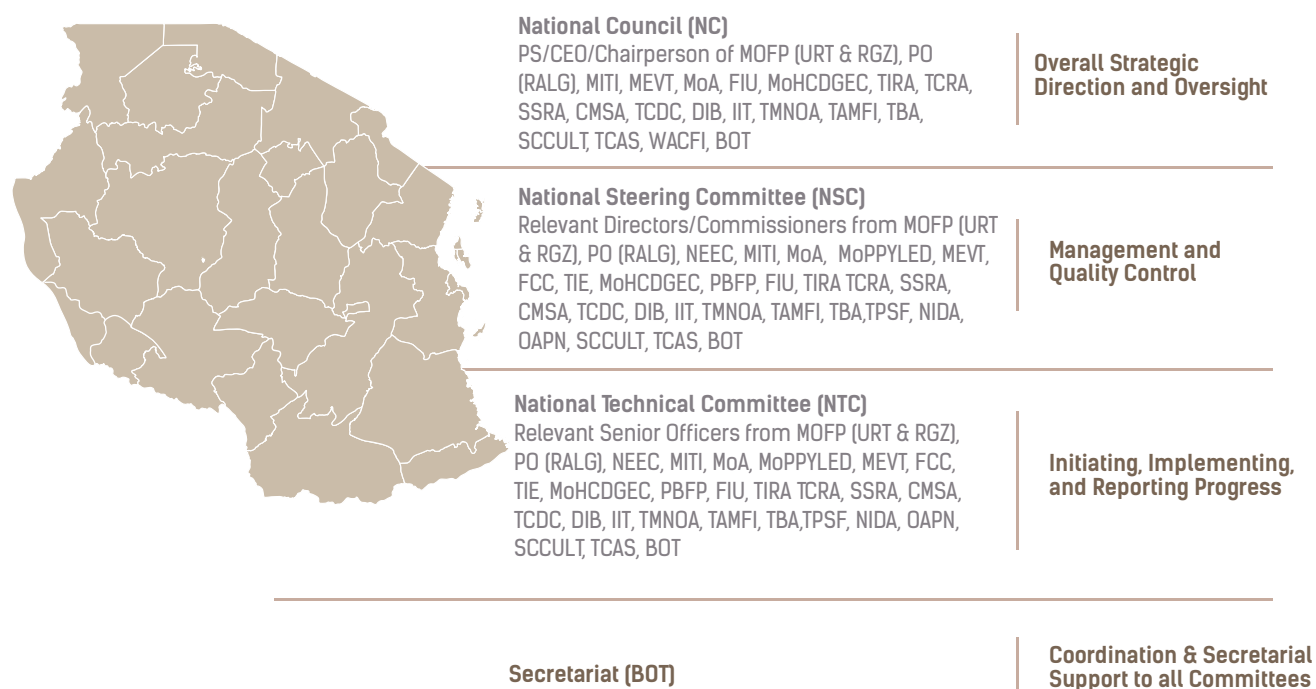 National Council (NC)
PS/CEO/Chairperson of MOFP (URT & RGZ), PO
(RALG), MITI, MEVT, MoA, FIU, MoHCDGEC, TIRA, TCRA,
SSRA, CMSA, TCDC, DIB, IIT, TMNOA, TAMFI, TBA,
SCCULT, TCAS, WACFI, BOT
Overall Strategic
Direction and Oversight
National Steering Committee (NSC)
Relevant Directors/Commissioners from MOFP (URT
& RGZ), PO (RALG), NEEC, MITI, MoA, MoPPYLED, MEVT,
FCC, TIE, MoHCDGEC, PBFP, FIU, TIRA TCRA, SSRA,
CMSA, TCDC, DIB, IIT, TMNOA, TAMFI, TBA,TPSF, NIDA,
OAPN, SCCULT, TCAS, BOT
Management and
Quality Control
National Technical Committee (NTC)
Relevant Senior Officers from MOFP (URT & RGZ),
PO (RALG), NEEC, MITI, MoA, MoPPYLED, MEVT, FCC,
TIE, MoHCDGEC, PBFP, FIU, TIRA TCRA, SSRA, CMSA,
TCDC, DIB, IIT, TMNOA, TAMFI, TBA,TPSF, NIDA, OAPN,
SCCULT, TCAS, BOT
Initiating, Implementing,
and Reporting Progress
Secretariat (BOT)
Coordination & Secretarial
Support to all Committees